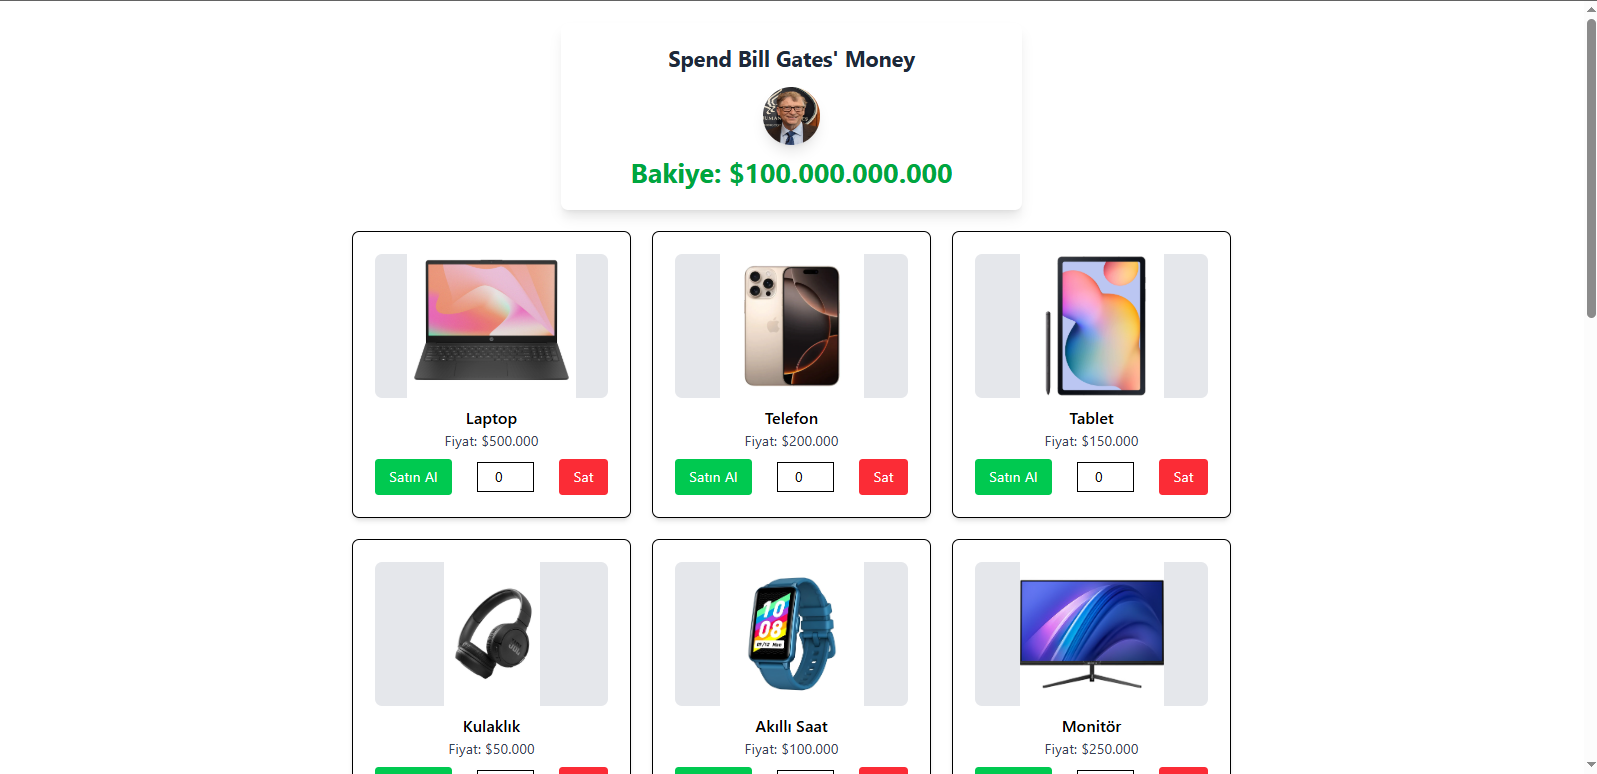 Spend Bill Gates' Money
Bakiye: $100.000.000.000
Laptop
Fiyat: $500.000
Satın Al
0
Sat
Telefon
Fiyat: $200.000
Satın Al
0
Sat
Tablet
Fiyat: $150.000
Satın Al
0
Sat
Kulaklık
Fiyat: $50.000
Akıllı Saat
Fiyat: $100.000
Monitör
Fiyat: $250.000